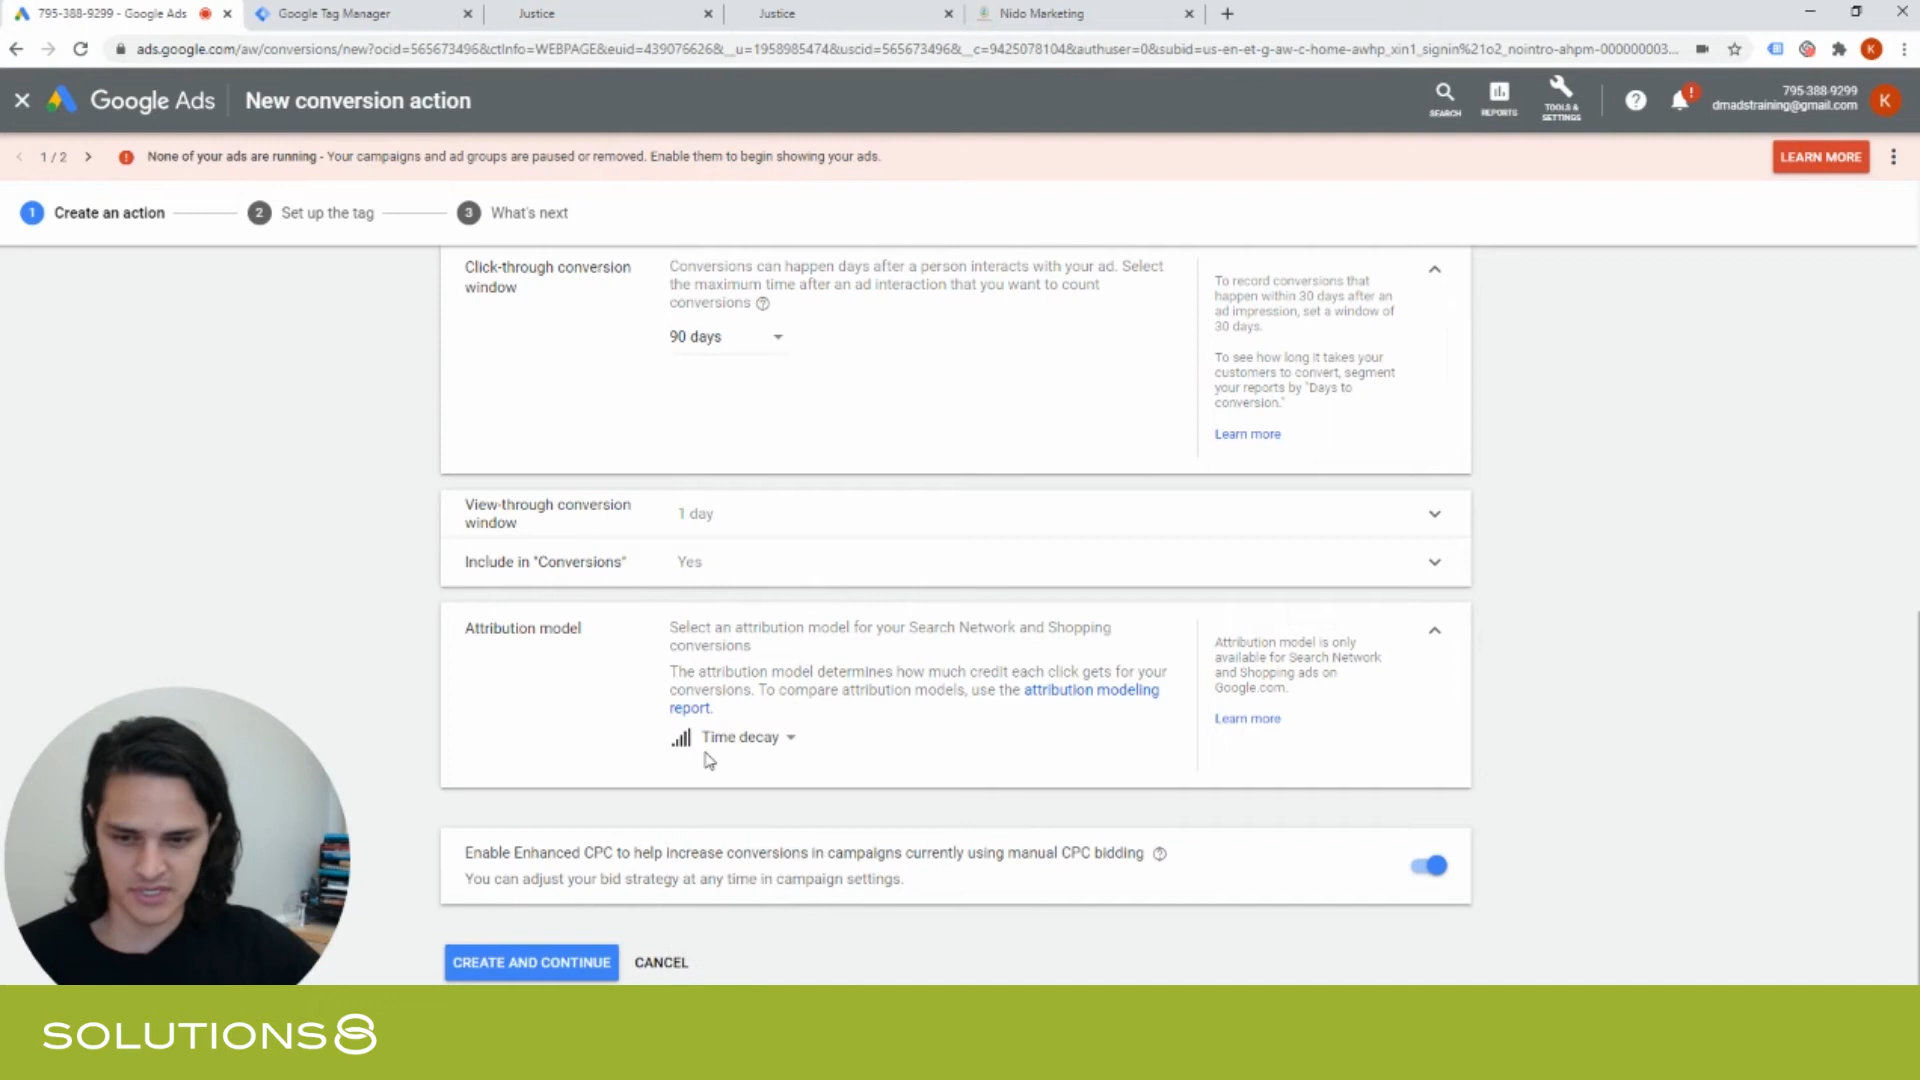 795-388-9299 - Google Ads
Google Tag Manager
Justice
Justice
Nido Marketing
ads.google.com/aw/conversions/new?ocid=565673496&ctInfo=WEBPAGE&euid=439076626&__u=1958985474&uscid=565673496&__c=9425078104&authuser=0&subid=us-en-et-g-aw-c-home-awhp_xin1_signin%21o2_nointro-ahpm-000000003...
K
Google Ads
New conversion action
SEARCH
REPORTS
TOOLS &
SETTINGS
795-388-9299
dmadstraining@gmail.com
K
1 / 2
None of your ads are running - Your campaigns and ad groups are paused or removed. Enable them to begin showing your ads.
LEARN MORE
1 Create an action
2 Set up the tag
3 What's next
Click-through conversion
window
Conversions can happen days after a person interacts with your ad. Select
the maximum time after an ad interaction that you want to count
conversions
90 days
To record conversions that
happen within 30 days after an
ad impression, set a window of
30 days.
To see how long it takes your
customers to convert, segment
your reports by "Days to
conversion."
Learn more
View-through conversion
window
1 day
Include in "Conversions"
Yes
Attribution model
Select an attribution model for your Search Network and Shopping
conversions
The attribution model determines how much credit each click gets for your
conversions. To compare attribution models, use the attribution modeling
report.
Time decay
Attribution model is only
available for Search Network
and Shopping ads on
Google.com.
Learn more
Enable Enhanced CPC to help increase conversions in campaigns currently using manual CPC bidding
You can adjust your bid strategy at any time in campaign settings.
CREATE AND CONTINUE
CANCEL
SOLUTIONS8